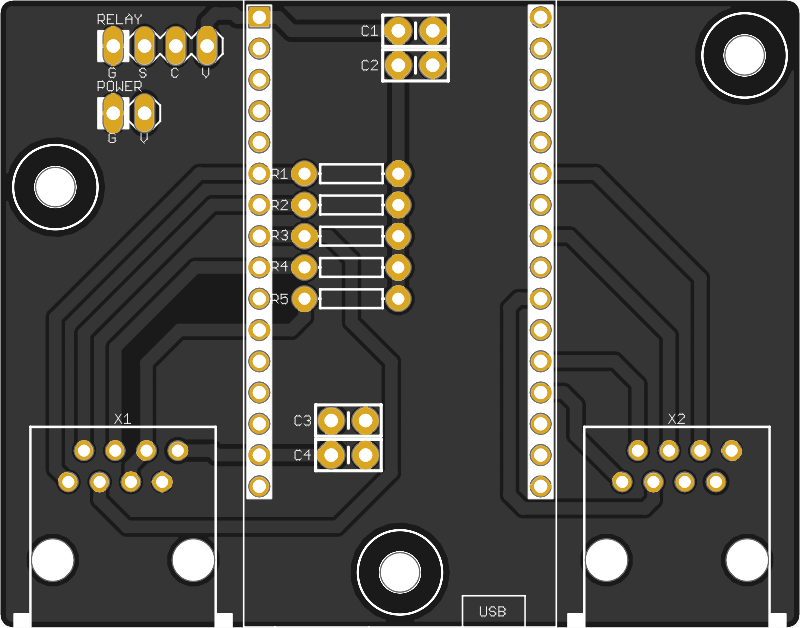 RELAY
G S C V
POWER
G V
C1
C2
R1
R2
R3
R4
R5
C3
C4
X1
X2
USB